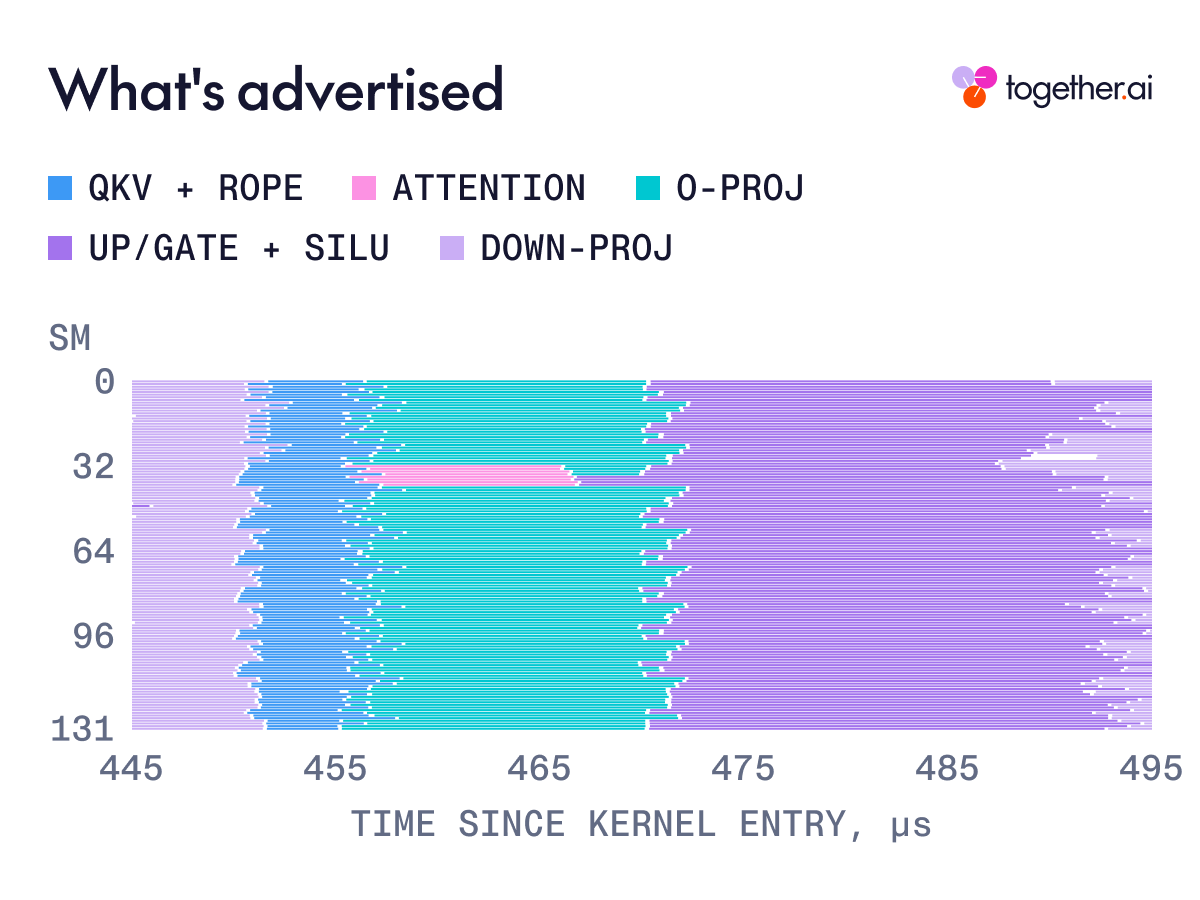 What's advertised
together.ai
QKV + ROPE
ATTENTION
O-PROJ
UP/GATE + SILU
DOWN-PROJ
SM
0
32
64
96
131
445 455 465 475 485 495
TIME SINCE KERNEL ENTRY, µs